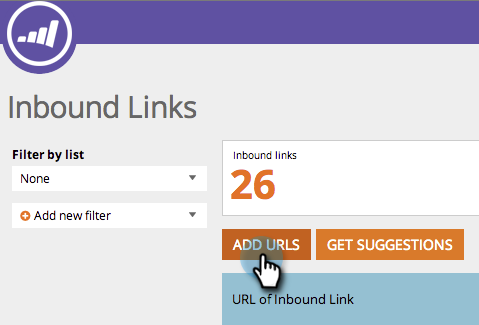 Inbound Links
Filter by list
None
Add new filter
Inbound links
26
ADD URLS
GET SUGGESTIONS
URL of Inbound Link